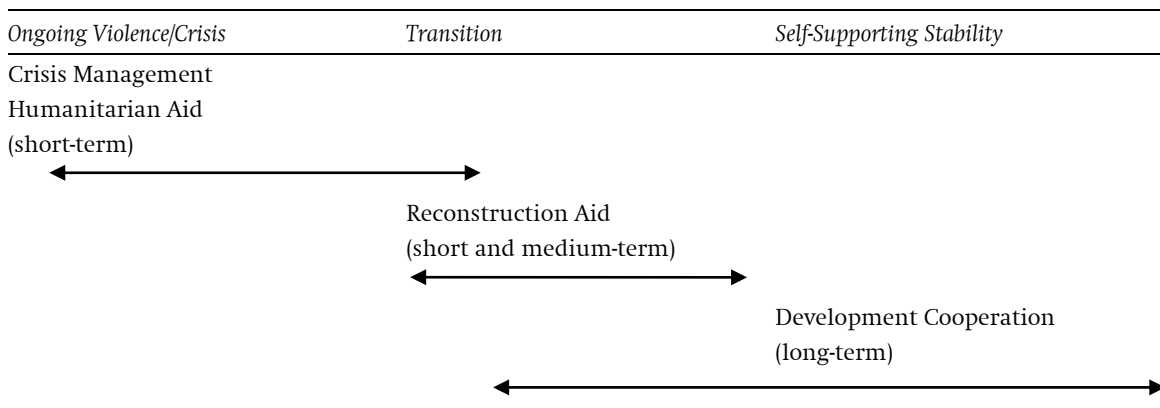 Ongoing Violence/Crisis Transition Self-Supporting Stability
Crisis Management
Humanitarian Aid
(short-term)
Reconstruction Aid
(short and medium-term)
Development Cooperation
(long-term)